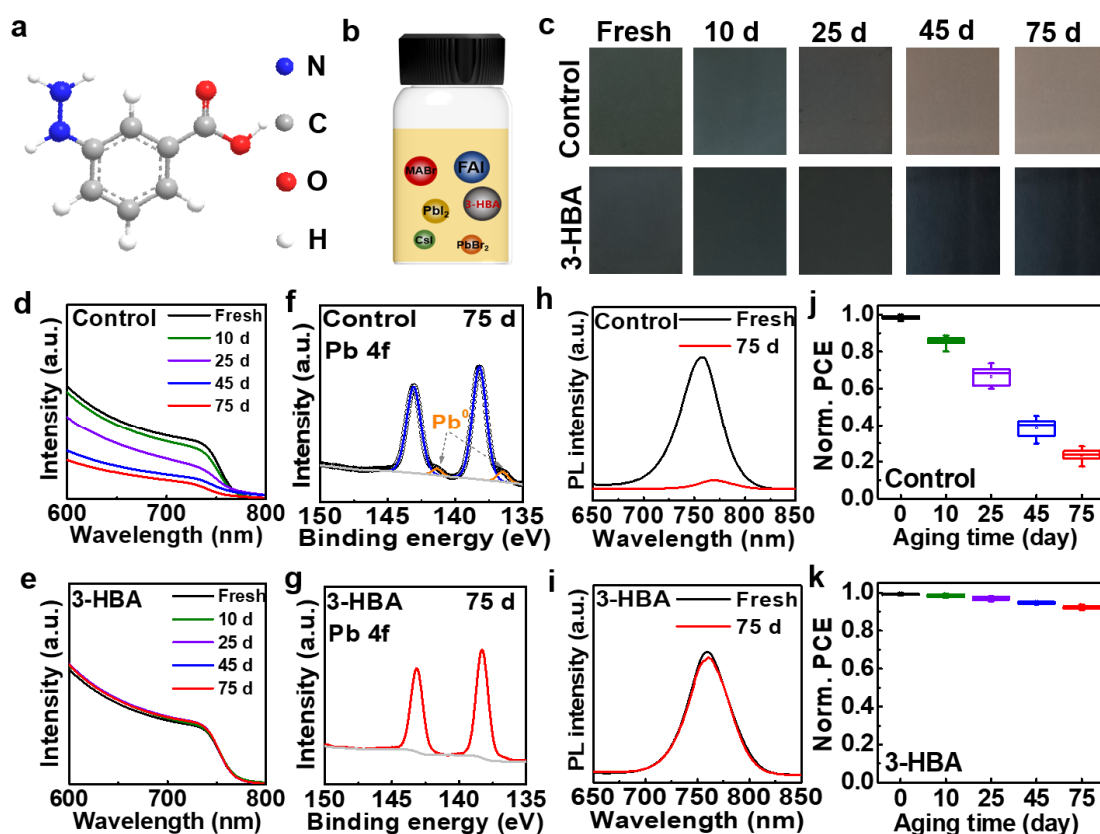 a
N
C
O
H
b
MABr
FAI
PbI2
3-HBA
CsI
PbBr2
c
Fresh 10 d 25 d 45 d 75 d
Control
3-HBA
d
Control
Fresh
10 d
25 d
45 d
75 d
Intensity (a.u.)
600 700 800
Wavelength (nm)
e
3-HBA
Fresh
10 d
25 d
45 d
75 d
Intensity (a.u.)
600 700 800
Wavelength (nm)
f
Control 75 d
Pb 4f
Pb0
Intensity (a.u.)
150 145 140 135
Binding energy (eV)
g
3-HBA 75 d
Pb 4f
Intensity (a.u.)
150 145 140 135
Binding energy (eV)
h
Control
Fresh
75 d
PL intensity (a.u.)
650 700 750 800 850
Wavelength (nm)
i
3-HBA
Fresh
75 d
PL intensity (a.u.)
650 700 750 800 850
Wavelength (nm)
j
1.0
0.8
0.6
0.4
0.2
0.0
Norm. PCE
Control
0 10 25 45 75
Aging time (day)
k
1.0
0.8
0.6
0.4
0.2
0.0
Norm. PCE
3-HBA
0 10 25 45 75
Aging time (day)